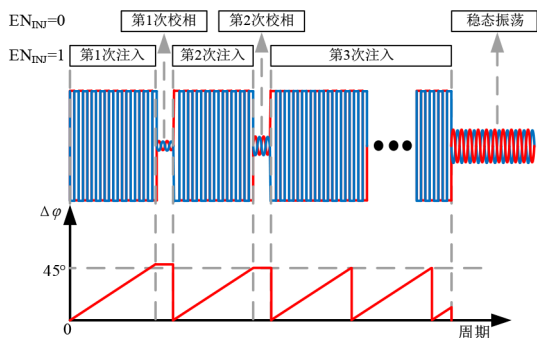 EN_INJ=0 第1次校相 第2次校相 稳态振荡
EN_INJ=1 第1次注入 第2次注入 第3次注入
Δφ
45°
0 周期